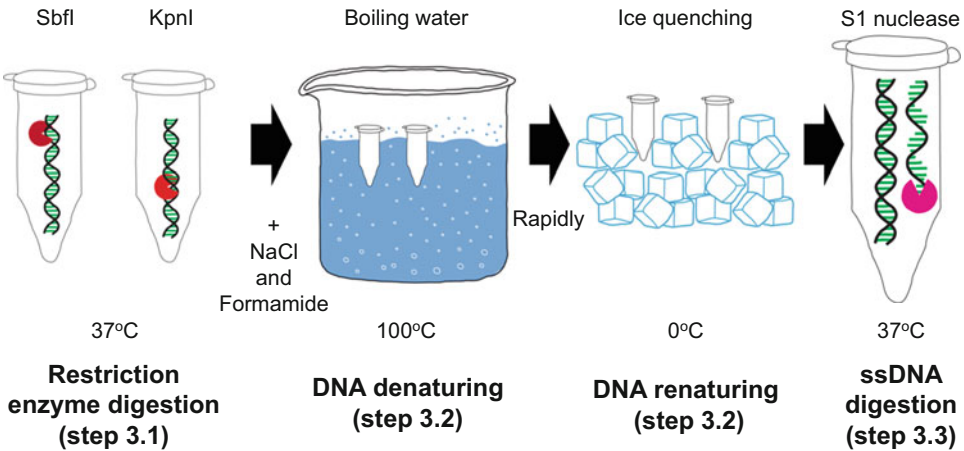 SbfI
KpnI
Boiling water
Ice quenching
S1 nuclease
+
NaCl
and
Formamide
Rapidly
37°C
100°C
0°C
37°C
Restriction
enzyme digestion
(step 3.1)
DNA denaturing
(step 3.2)
DNA renaturing
(step 3.2)
ssDNA
digestion
(step 3.3)